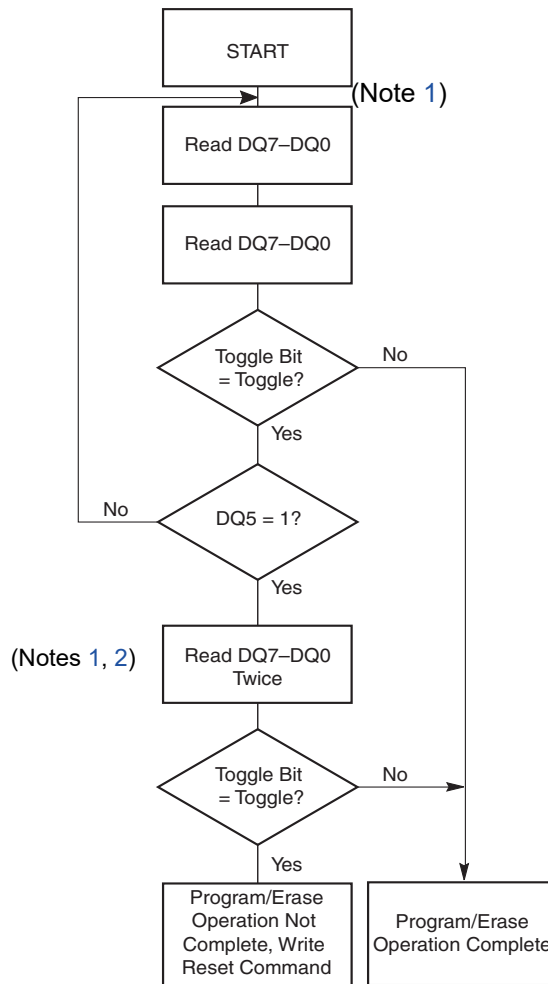 START
(Note 1)
Read DQ7–DQ0
Read DQ7–DQ0
Toggle Bit
= Toggle?
No
Yes
No
DQ5 = 1?
Yes
(Notes 1, 2)
Read DQ7–DQ0
Twice
Toggle Bit
= Toggle?
No
Yes
Program/Erase
Operation Not
Complete, Write
Reset Command
Program/Erase
Operation Complete